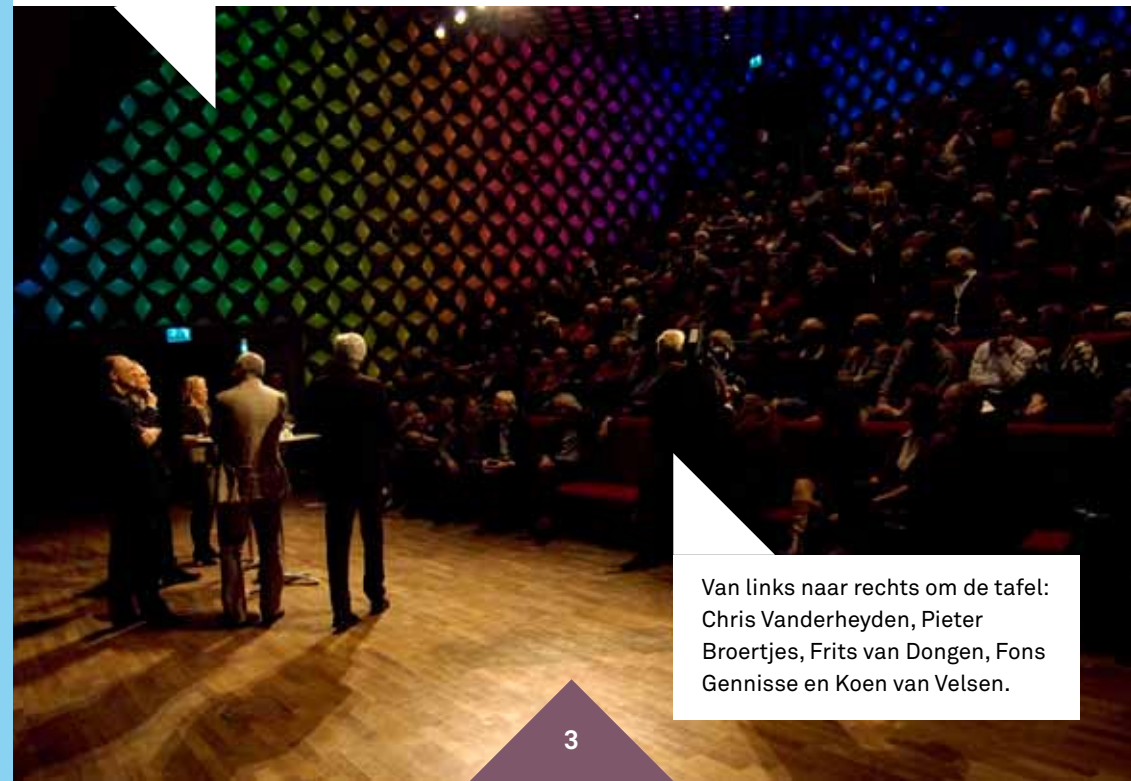 Van links naar rechts om de tafel:
Chris Vanderheyden, Pieter
Broertjes, Frits van Dongen, Fons
Gennisse en Koen van Velsen.
3